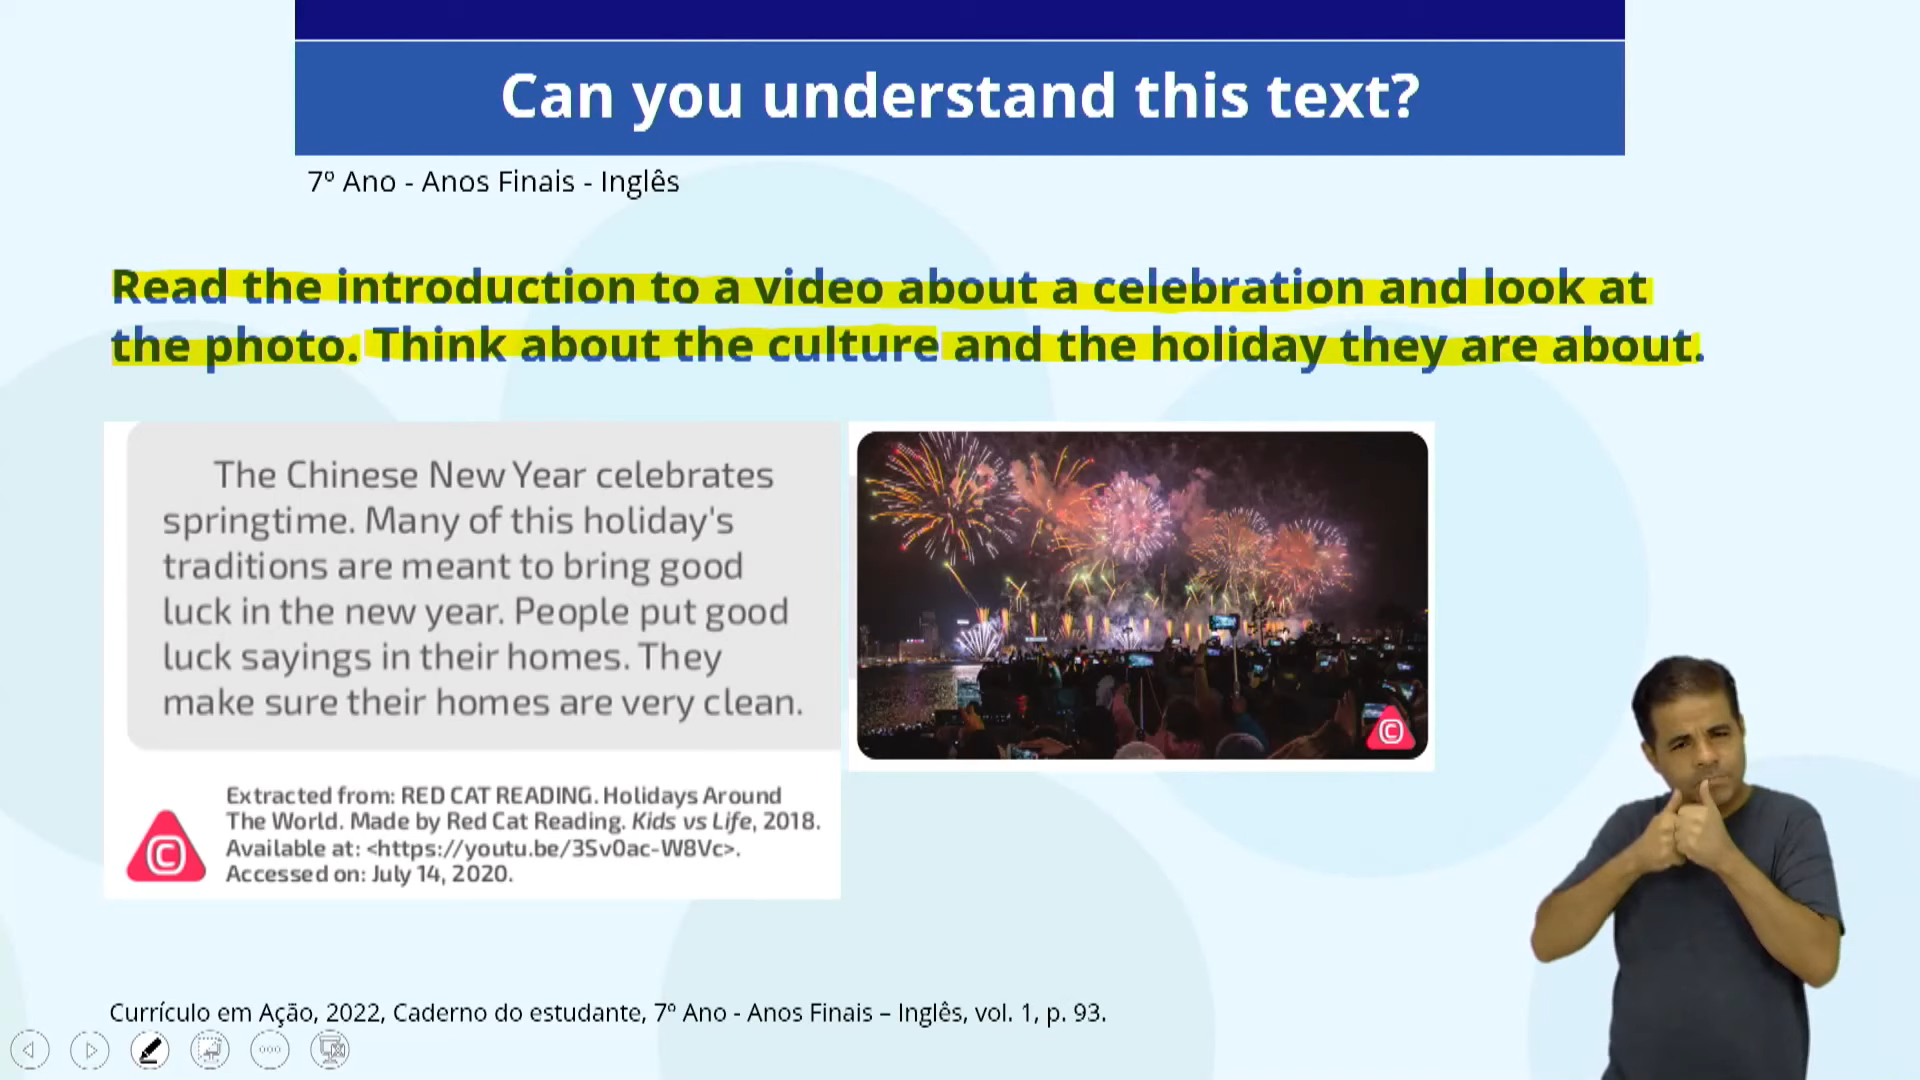 Can you understand this text?
7º Ano - Anos Finais - Inglês
Read the introduction to a video about a celebration and look at
the photo. Think about the culture and the holiday they are about.
The Chinese New Year celebrates
springtime. Many of this holiday's
traditions are meant to bring good
luck in the new year. People put good
luck sayings in their homes. They
make sure their homes are very clean.
©
©
Extracted from: RED CAT READING. Holidays Around
The World. Made by Red Cat Reading. Kids vs Life, 2018.
Available at: <https://youtu.be/3Sv0ac-W8Vc>.
Accessed on: July 14, 2020.
Currículo em Ação, 2022, Caderno do estudante, 7º Ano - Anos Finais – Inglês, vol. 1, p. 93.